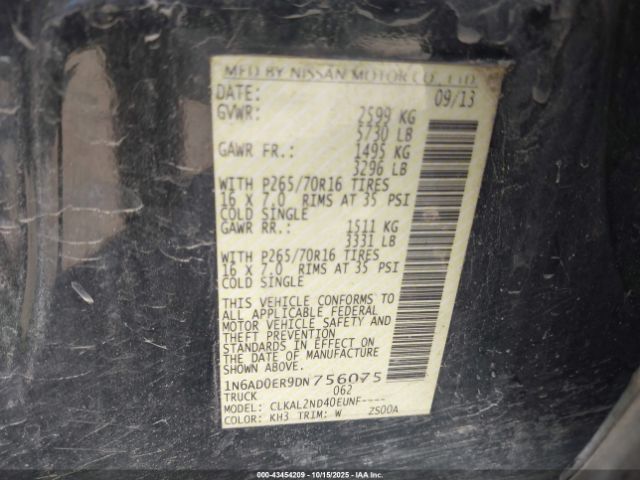 MFD BY NISSAN MOTOR CO., LTD.
DATE: 09/13
GVWR: 2599 KG
5730 LB
GAWR FR.: 1495 KG
3296 LB
WITH P265/70R16 TIRES
16 X 7.0 RIMS AT 35 PSI
COLD SINGLE
GAWR RR.: 1511 KG
3331 LB
WITH P265/70R16 TIRES
16 X 7.0 RIMS AT 35 PSI
COLD SINGLE
THIS VEHICLE CONFORMS TO
ALL APPLICABLE FEDERAL
MOTOR VEHICLE SAFETY AND
THEFT PREVENTION
STANDARDS IN EFFECT ON
THE DATE OF MANUFACTURE
SHOWN ABOVE.
1N6AD0ER9DN756075
TRUCK 062
MODEL: CLKAL2ND40EUNF----
COLOR: KH3 TRIM: W ZS00A
000-43454209 - 10/15/2025 - IAAI.COM